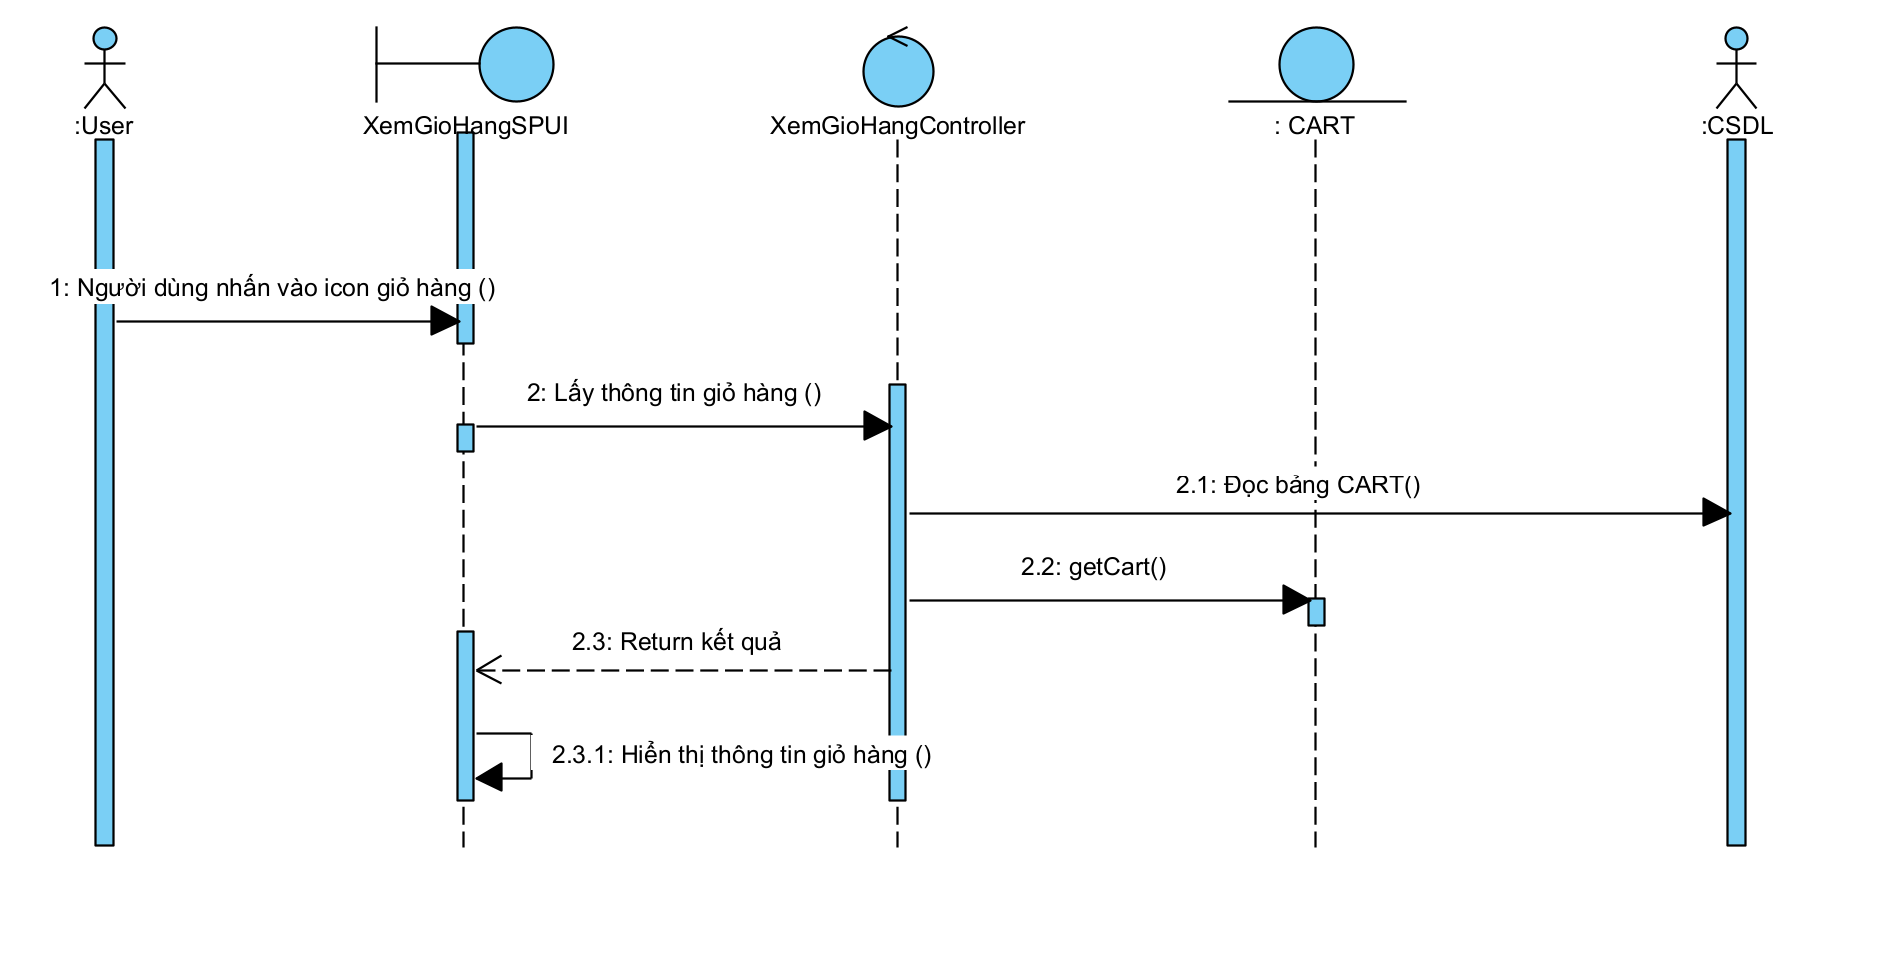 :User
XemGioHangSPUI
XemGioHangController
: CART
:CSDL
1: Người dùng nhấn vào icon giỏ hàng ()
2: Lấy thông tin giỏ hàng ()
2.1: Đọc bảng CART()
2.2: getCart()
2.3: Return kết quả
2.3.1: Hiển thị thông tin giỏ hàng ()